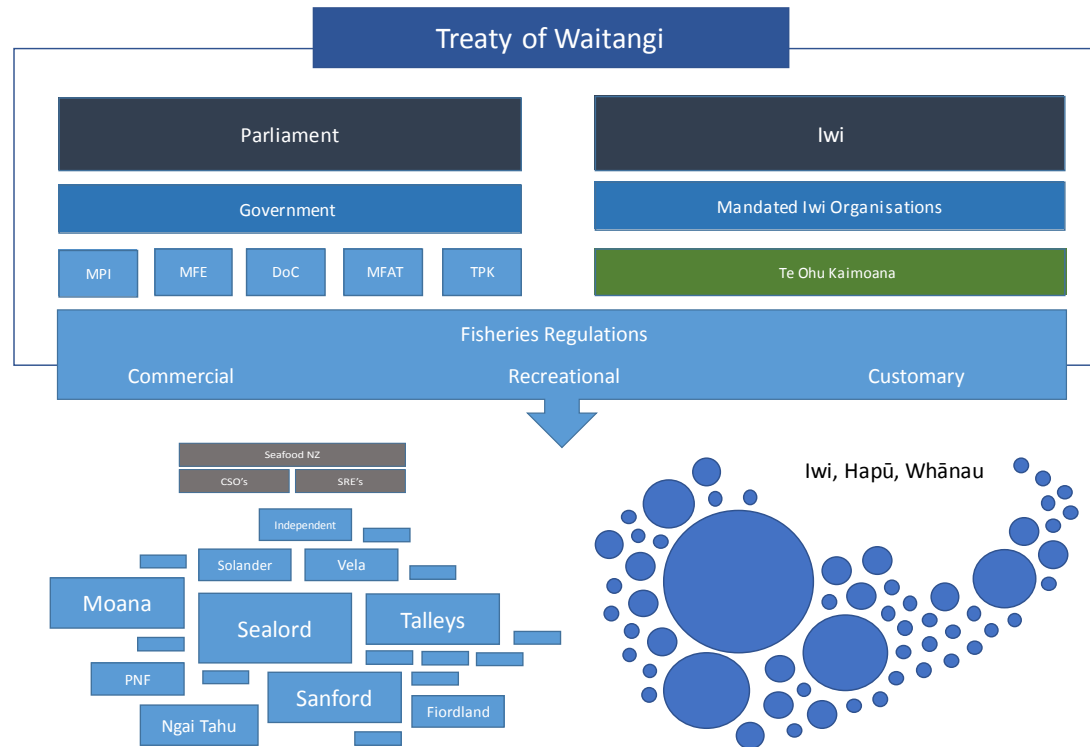 Treaty of Waitangi
Parliament
Iwi
Government
Mandated Iwi Organisations
MPI
MFE
DoC
MFAT
TPK
Te Ohu Kaimoana
Fisheries Regulations
Commercial
Recreational
Customary
Seafood NZ
CSO's
SRE's
Iwi, Hapū, Whānau
Independent
Solander
Vela
Moana
Sealord
Talleys
PNF
Sanford
Ngai Tahu
Fiordland